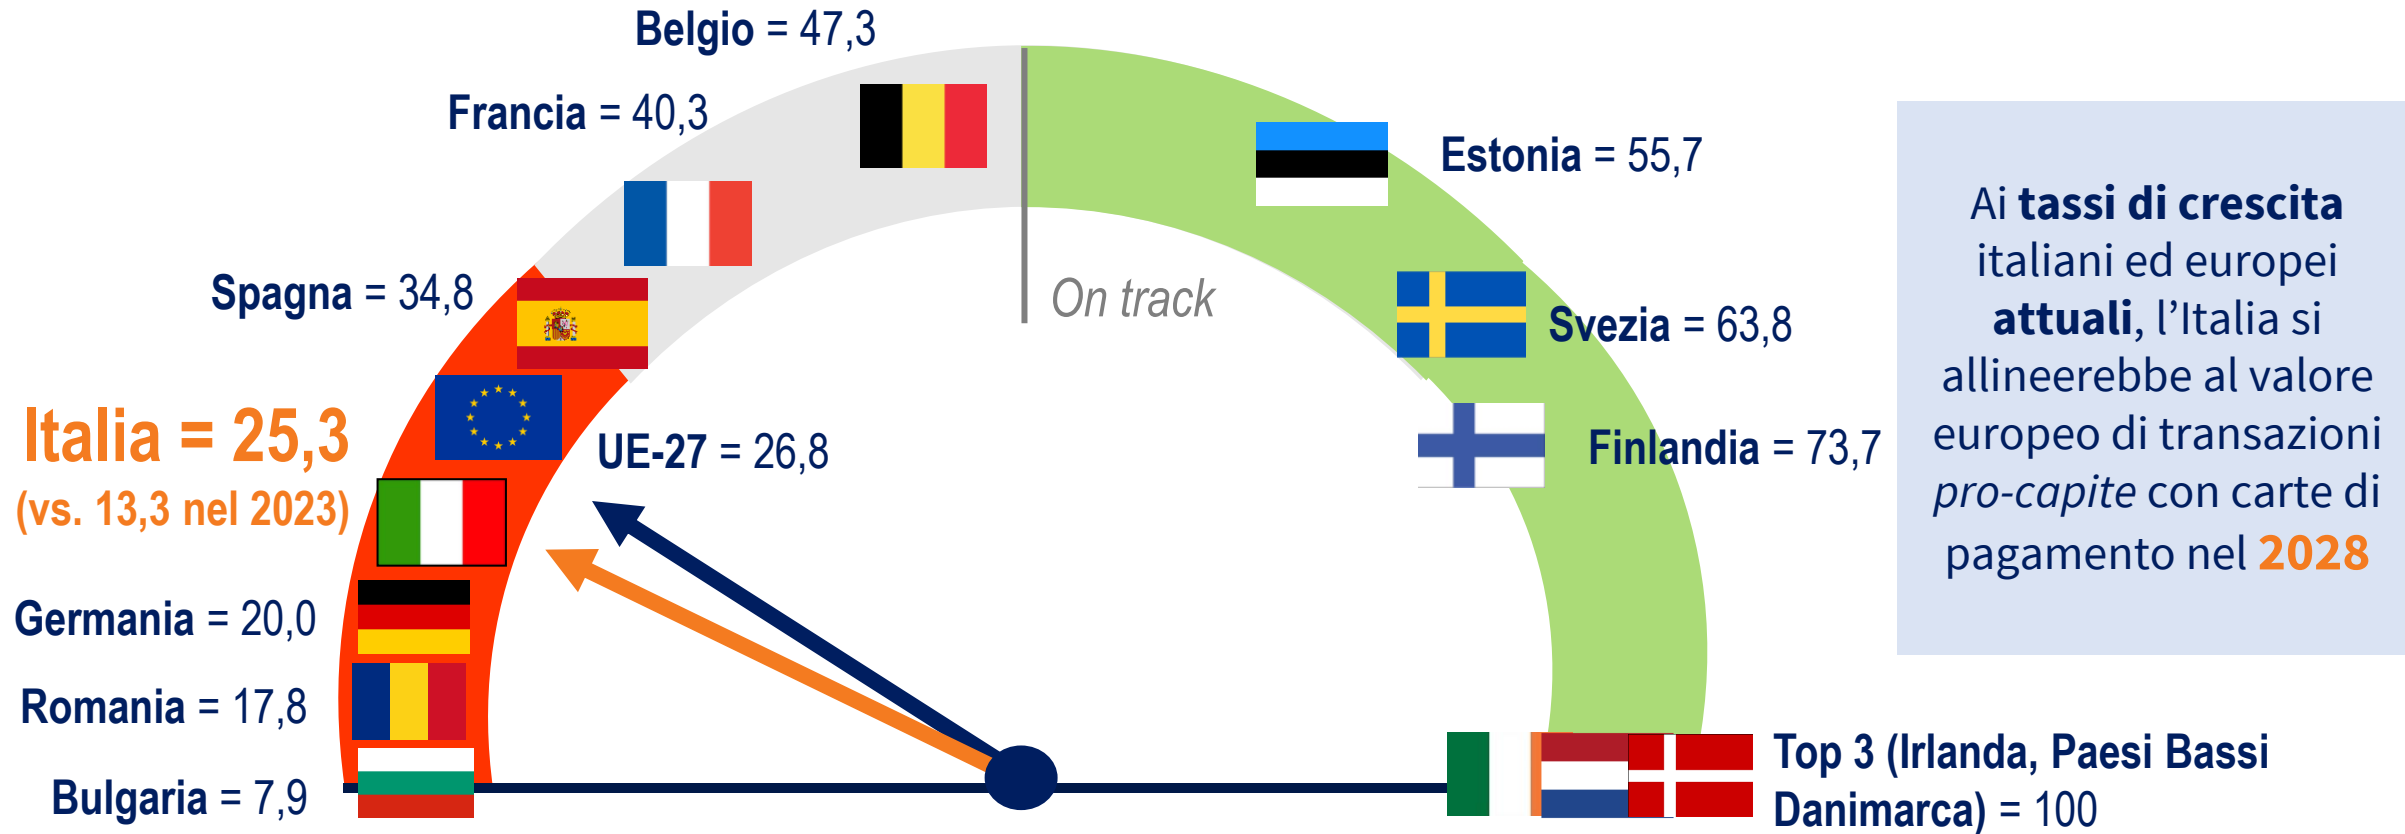 Belgio = 47,3
Francia = 40,3
Spagna = 34,8
Italia = 25,3
(vs. 13,3 nel 2023)
UE-27 = 26,8
Germania = 20,0
Romania = 17,8
Bulgaria = 7,9
On track
Estonia = 55,7
Svezia = 63,8
Finlandia = 73,7
Top 3 (Irlanda, Paesi Bassi
Danimarca) = 100
Ai tassi di crescita
italiani ed europei
attuali, l’Italia si
allineerebbe al valore
europeo di transazioni
pro-capite con carte di
pagamento nel 2028